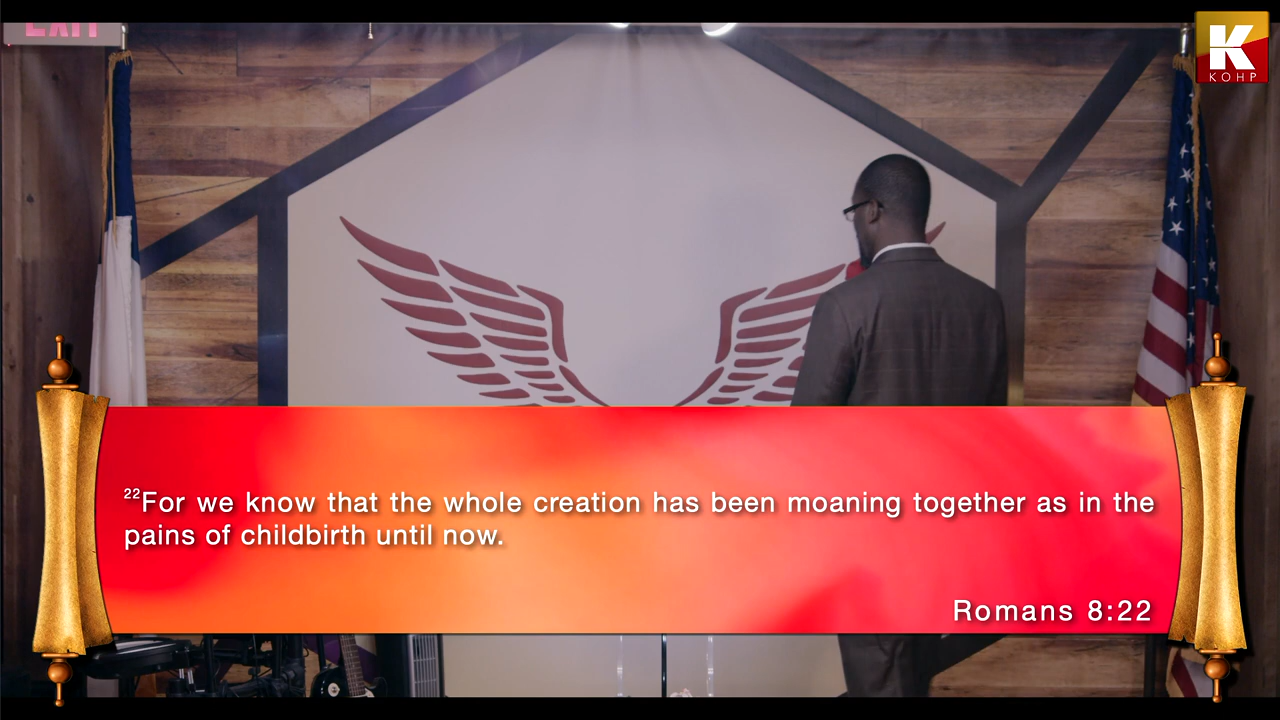 EXIT
K
KOHP
²²For we know that the whole creation has been moaning together as in the
pains of childbirth until now.
Romans 8:22